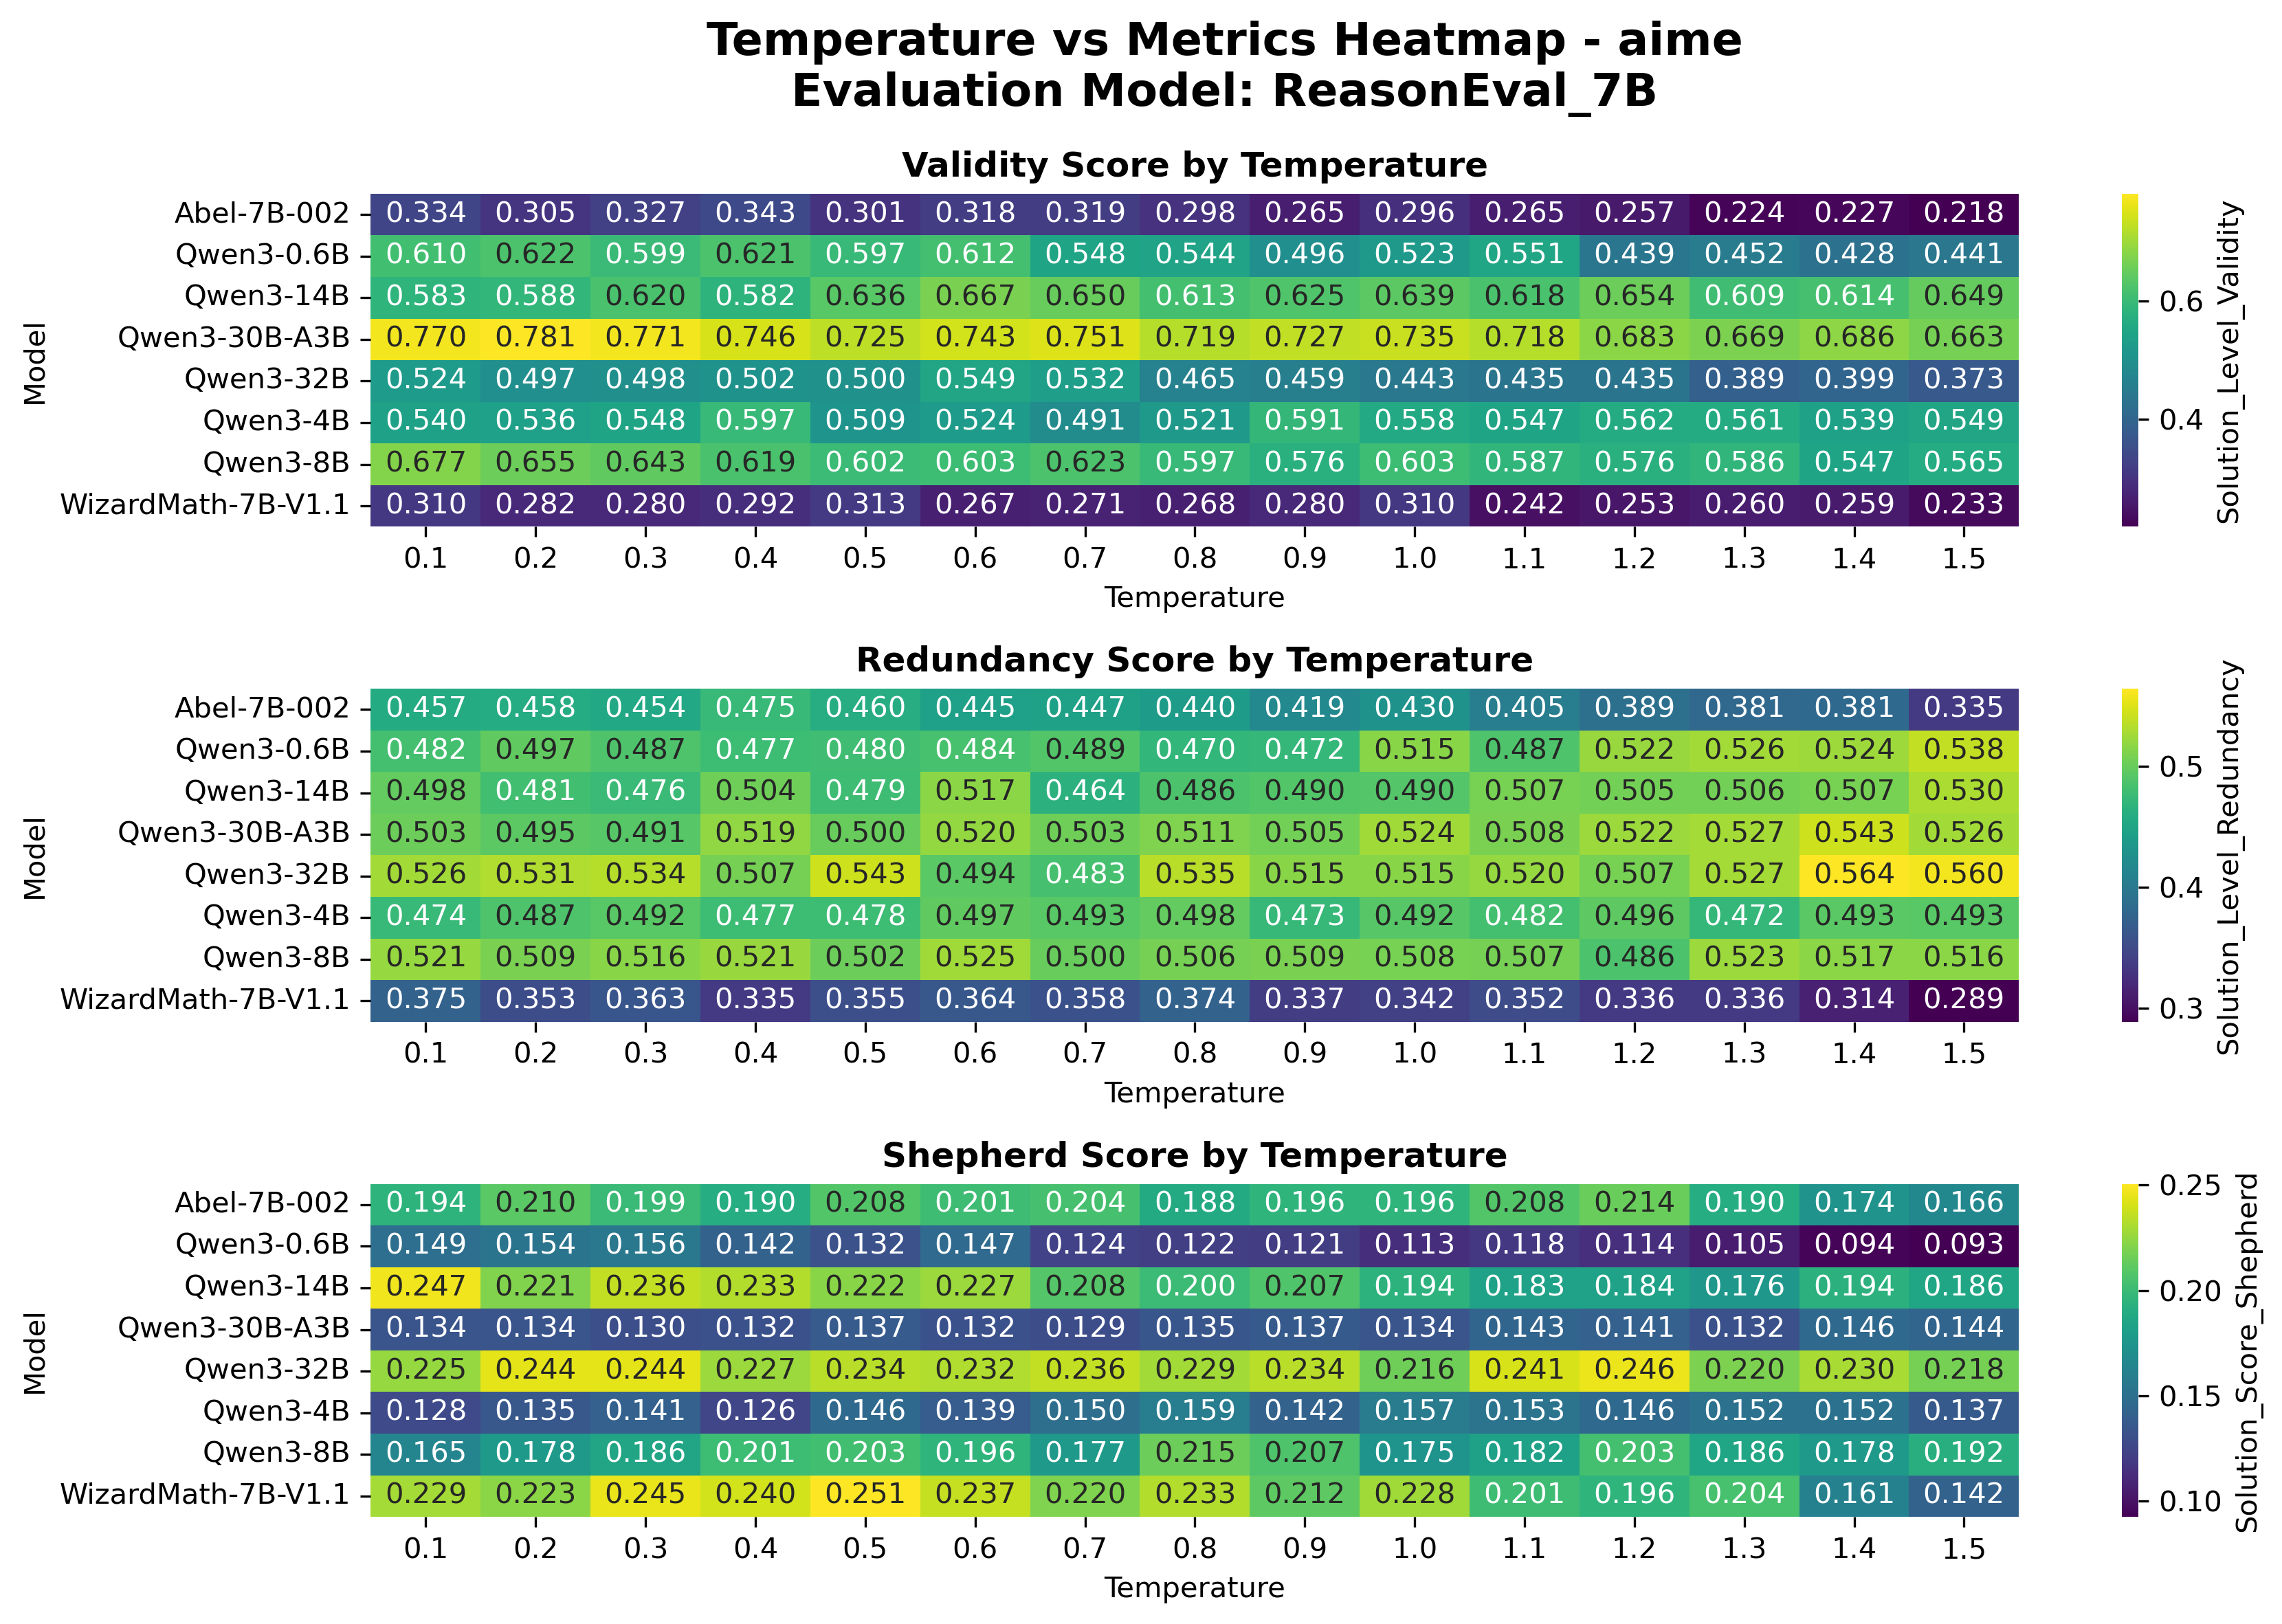 Temperature vs Metrics Heatmap - aime
Evaluation Model: ReasonEval_7B
Validity Score by Temperature
Model
Abel-7B-002 0.334 0.305 0.327 0.343 0.301 0.318 0.319 0.298 0.265 0.296 0.265 0.257 0.224 0.227 0.218
Qwen3-0.6B 0.610 0.622 0.599 0.621 0.597 0.612 0.548 0.544 0.496 0.523 0.551 0.439 0.452 0.428 0.441
Qwen3-14B 0.583 0.588 0.620 0.582 0.636 0.667 0.650 0.613 0.625 0.639 0.618 0.654 0.609 0.614 0.649
Qwen3-30B-A3B 0.770 0.781 0.771 0.746 0.725 0.743 0.751 0.719 0.727 0.735 0.718 0.683 0.669 0.686 0.663
Qwen3-32B 0.524 0.497 0.498 0.502 0.500 0.549 0.532 0.465 0.459 0.443 0.435 0.435 0.389 0.399 0.373
Qwen3-4B 0.540 0.536 0.548 0.597 0.509 0.524 0.491 0.521 0.591 0.558 0.547 0.562 0.561 0.539 0.549
Qwen3-8B 0.677 0.655 0.643 0.619 0.602 0.603 0.623 0.597 0.576 0.603 0.587 0.576 0.586 0.547 0.565
WizardMath-7B-V1.1 0.310 0.282 0.280 0.292 0.313 0.267 0.271 0.268 0.280 0.310 0.242 0.253 0.260 0.259 0.233
0.1 0.2 0.3 0.4 0.5 0.6 0.7 0.8 0.9 1.0 1.1 1.2 1.3 1.4 1.5
Temperature
0.6
0.4
Solution_Level_Validity
Redundancy Score by Temperature
Model
Abel-7B-002 0.457 0.458 0.454 0.475 0.460 0.445 0.447 0.440 0.419 0.430 0.405 0.389 0.381 0.381 0.335
Qwen3-0.6B 0.482 0.497 0.487 0.477 0.480 0.484 0.489 0.470 0.472 0.515 0.487 0.522 0.526 0.524 0.538
Qwen3-14B 0.498 0.481 0.476 0.504 0.479 0.517 0.464 0.486 0.490 0.490 0.507 0.505 0.506 0.507 0.530
Qwen3-30B-A3B 0.503 0.495 0.491 0.519 0.500 0.520 0.503 0.511 0.505 0.524 0.508 0.522 0.527 0.543 0.526
Qwen3-32B 0.526 0.531 0.534 0.507 0.543 0.494 0.483 0.535 0.515 0.515 0.520 0.507 0.527 0.564 0.560
Qwen3-4B 0.474 0.487 0.492 0.477 0.478 0.497 0.493 0.498 0.473 0.492 0.482 0.496 0.472 0.493 0.493
Qwen3-8B 0.521 0.509 0.516 0.521 0.502 0.525 0.500 0.506 0.509 0.508 0.507 0.486 0.523 0.517 0.516
WizardMath-7B-V1.1 0.375 0.353 0.363 0.335 0.355 0.364 0.358 0.374 0.337 0.342 0.352 0.336 0.336 0.314 0.289
0.1 0.2 0.3 0.4 0.5 0.6 0.7 0.8 0.9 1.0 1.1 1.2 1.3 1.4 1.5
Temperature
0.5
0.4
0.3
Solution_Level_Redundancy
Shepherd Score by Temperature
Model
Abel-7B-002 0.194 0.210 0.199 0.190 0.208 0.201 0.204 0.188 0.196 0.196 0.208 0.214 0.190 0.174 0.166
Qwen3-0.6B 0.149 0.154 0.156 0.142 0.132 0.147 0.124 0.122 0.121 0.113 0.118 0.114 0.105 0.094 0.093
Qwen3-14B 0.247 0.221 0.236 0.233 0.222 0.227 0.208 0.200 0.207 0.194 0.183 0.184 0.176 0.194 0.186
Qwen3-30B-A3B 0.134 0.134 0.130 0.132 0.137 0.132 0.129 0.135 0.137 0.134 0.143 0.141 0.132 0.146 0.144
Qwen3-32B 0.225 0.244 0.244 0.227 0.234 0.232 0.236 0.229 0.234 0.216 0.241 0.246 0.220 0.230 0.218
Qwen3-4B 0.128 0.135 0.141 0.126 0.146 0.139 0.150 0.159 0.142 0.157 0.153 0.146 0.152 0.152 0.137
Qwen3-8B 0.165 0.178 0.186 0.201 0.203 0.196 0.177 0.215 0.207 0.175 0.182 0.203 0.186 0.178 0.192
WizardMath-7B-V1.1 0.229 0.223 0.245 0.240 0.251 0.237 0.220 0.233 0.212 0.228 0.201 0.196 0.204 0.161 0.142
0.1 0.2 0.3 0.4 0.5 0.6 0.7 0.8 0.9 1.0 1.1 1.2 1.3 1.4 1.5
Temperature
0.25
0.20
0.15
0.10
Solution_Score_Shepherd